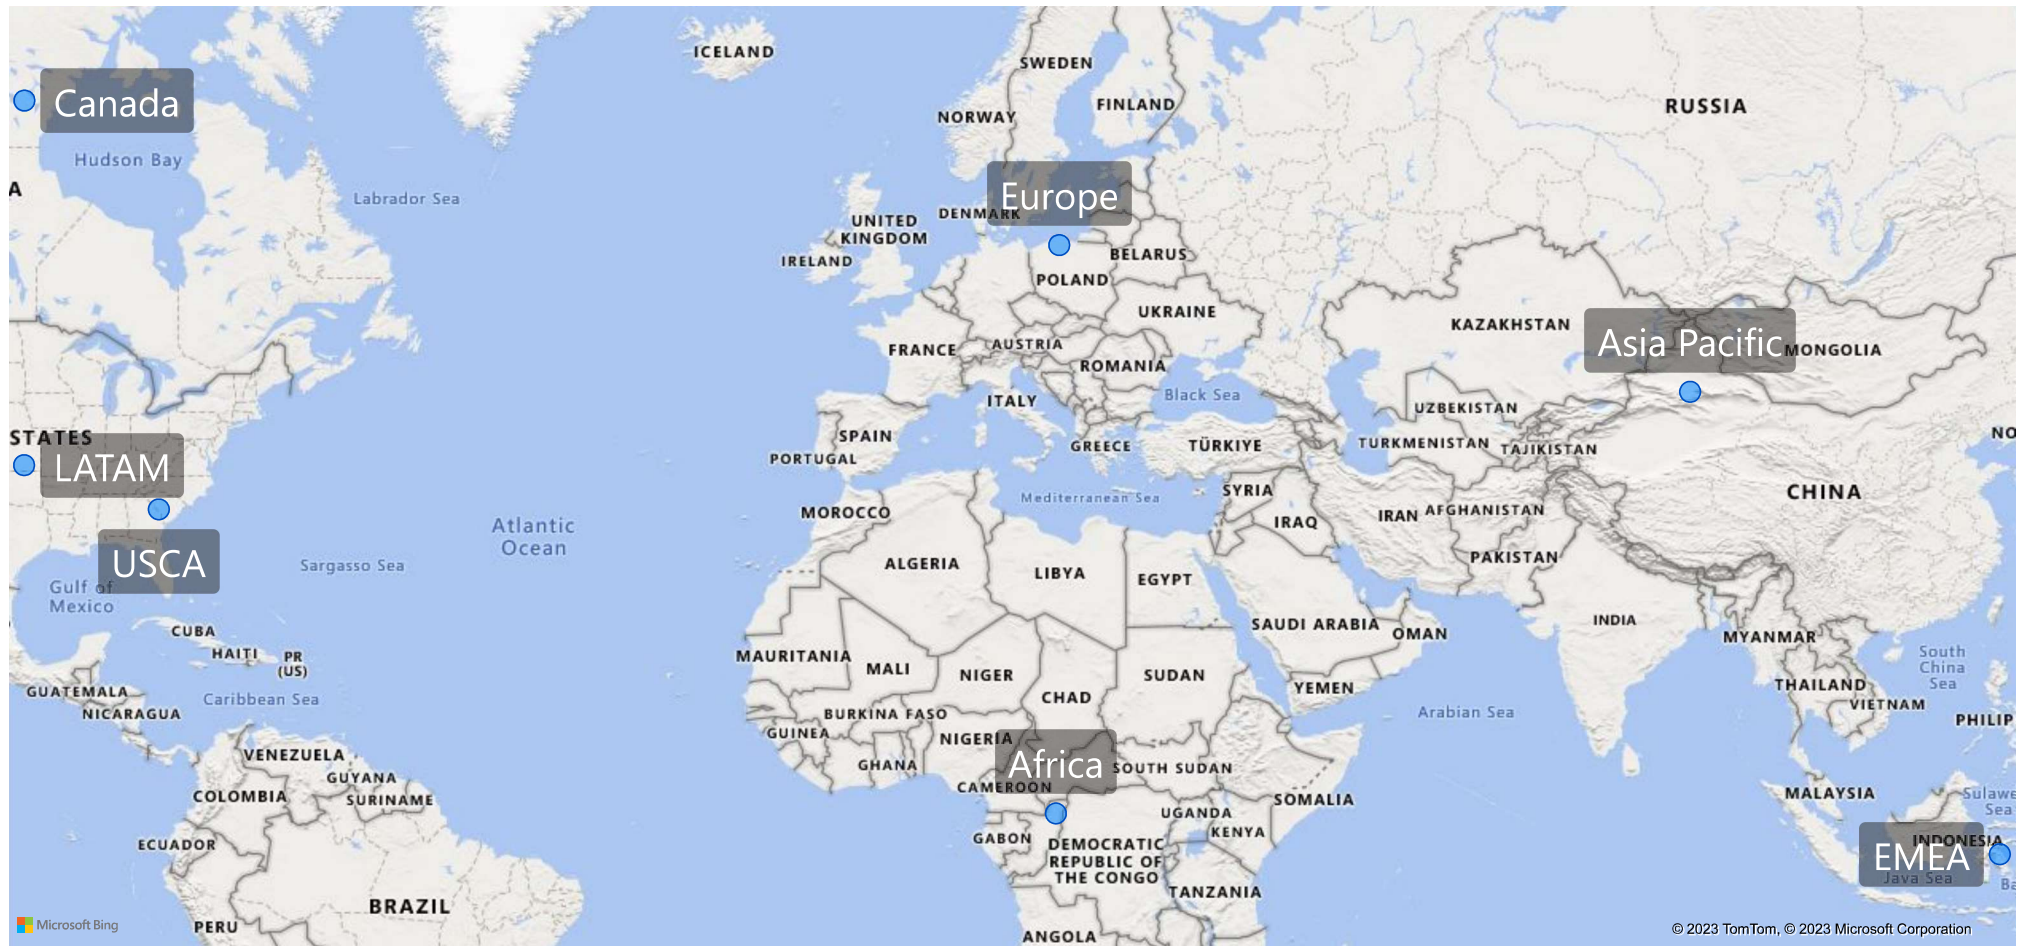 ICELAND
SWEDEN
FINLAND
RUSSIA
NORWAY
Canada
Hudson Bay
A
Labrador Sea
Europe
DENMARK
UNITED
KINGDOM
IRELAND
BELARUS
POLAND
UKRAINE
KAZAKHSTAN
Asia Pacific
MONGOLIA
FRANCE
AUSTRIA
ROMANIA
Black Sea
ITALY
UZBEKISTAN
STATES
SPAIN
GREECE
TÜRKIYE
TURKMENISTAN
TAJIKISTAN
NO
PORTUGAL
LATAM
Mediterranean Sea
SYRIA
CHINA
MOROCCO
IRAN
AFGHANISTAN
IRAQ
Atlantic
Ocean
USCA
Sargasso Sea
ALGERIA
LIBYA
EGYPT
PAKISTAN
Gulf of
Mexico
INDIA
SAUDI ARABIA
OMAN
CUBA
HAITI
PR
(US)
MYANMAR
South
China
Sea
MAURITANIA
MALI
NIGER
SUDAN
CHAD
YEMEN
THAILAND
VIETNAM
GUATEMALA
Caribbean Sea
NICARAGUA
BURKINA FASO
Arabian Sea
PHILIP
GUINEA
NIGERIA
VENEZUELA
GHANA
Africa
SOUTH SUDAN
GUYANA
CAMEROON
COLOMBIA
SURINAME
SOMALIA
MALAYSIA
Sulawe
Sea
UGANDA
KENYA
ECUADOR
GABON
DEMOCRATIC
REPUBLIC OF
THE CONGO
INDONESIA
EMEA
Java Sea
Ba
TANZANIA
BRAZIL
PERU
ANGOLA
Microsoft Bing
© 2023 TomTom, © 2023 Microsoft Corporation